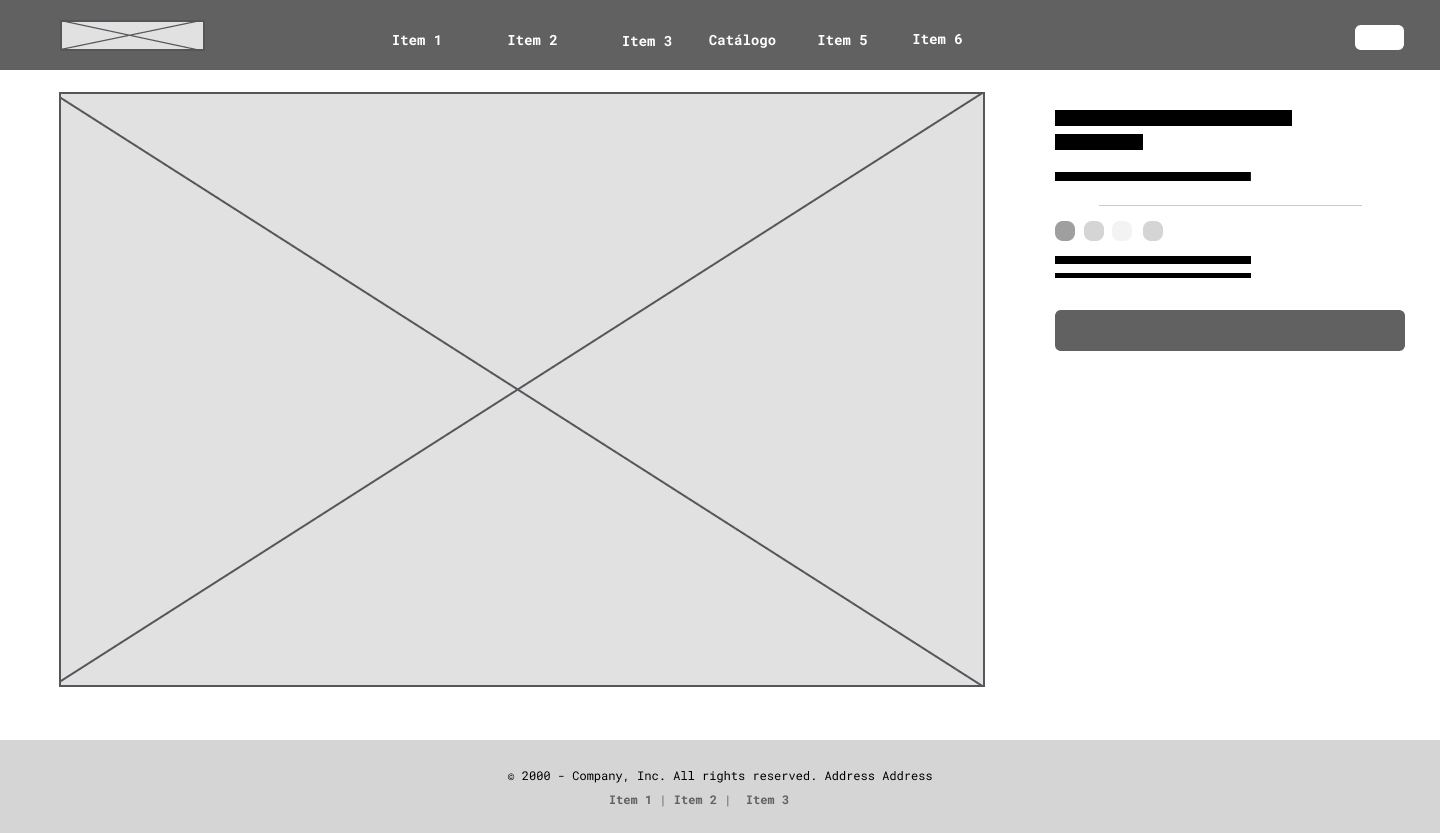 Item 1 Item 2 Item 3 Catálogo Item 5 Item 6
© 2000 - Company, Inc. All rights reserved. Address Address
Item 1 | Item 2 | Item 3